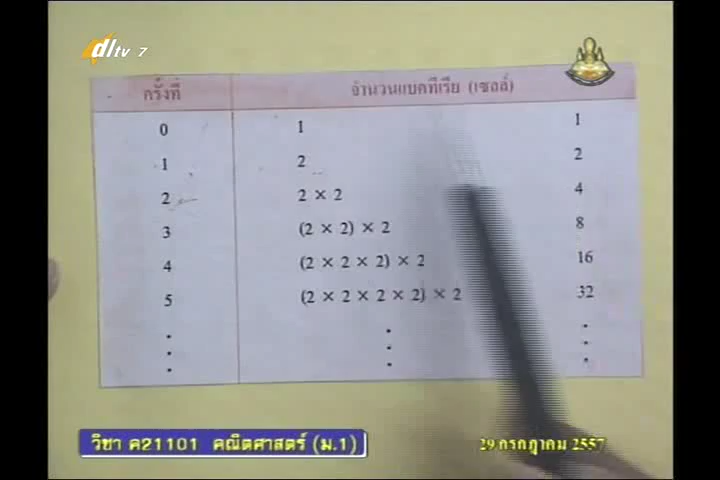 dltv 7
ครั้งที่ จำนวนแบคทีเรีย (เซลล์)
0 1 1
1 2 2
2 2 × 2 4
3 (2 × 2) × 2 8
4 (2 × 2 × 2) × 2 16
5 (2 × 2 × 2 × 2) × 2 32
วิชา ค21101 คณิตศาสตร์ (ม.1)
29 กรกฎาคม 2557